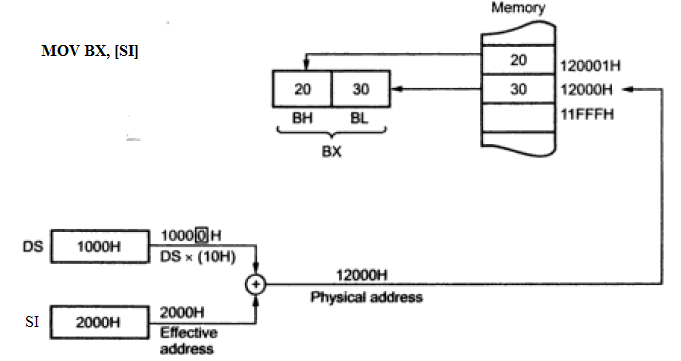 Memory
MOV BX, [SI]
20
120001H
20 30
30
12000H
BH BL
11FFFH
BX
DS
1000H
10000H
DS × (10H)
+
12000H
Physical address
SI
2000H
2000H
Effective
address